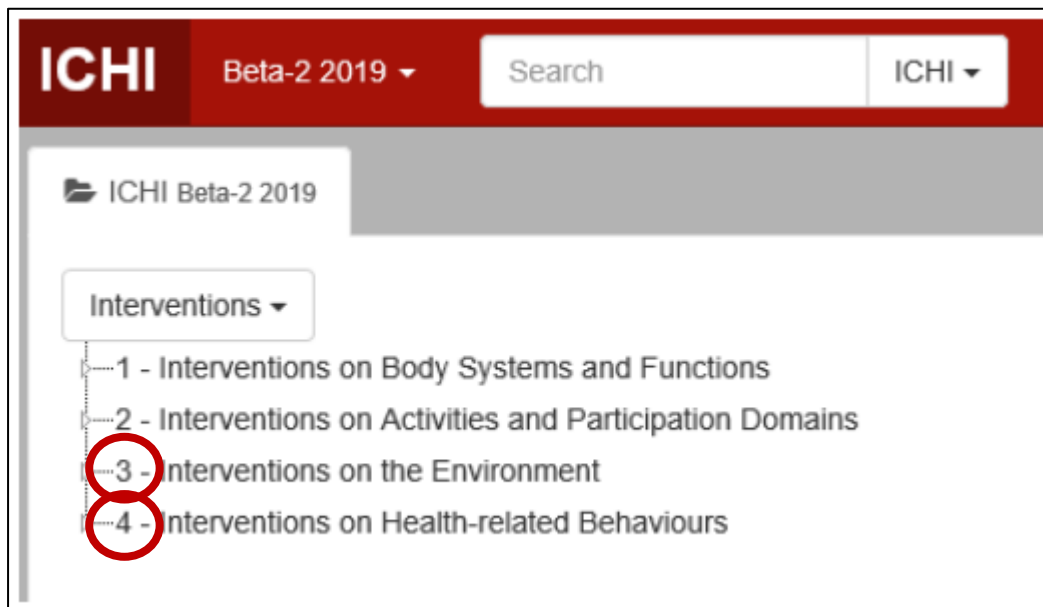 ICHI Beta-2 2019 Search ICHI
ICHI Beta-2 2019
Interventions
1 - Interventions on Body Systems and Functions
2 - Interventions on Activities and Participation Domains
3 - Interventions on the Environment
4 - Interventions on Health-related Behaviours